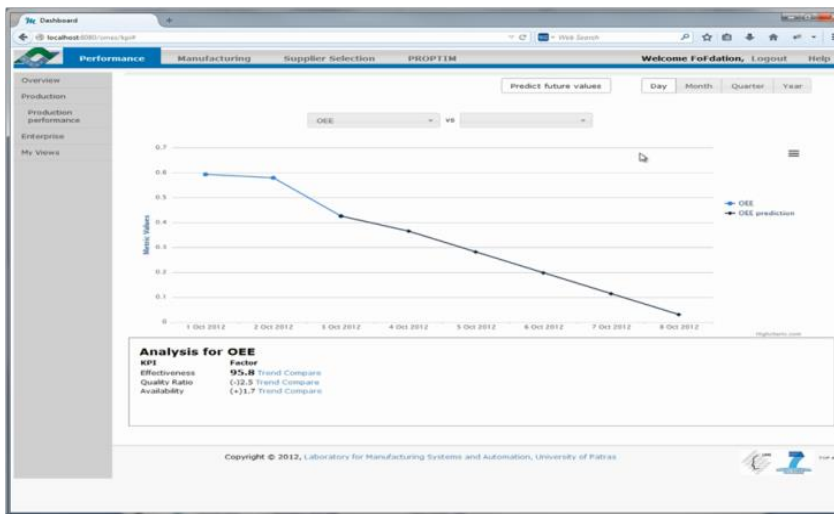 Dashboard
localhost:8080/
Web Search
Performance
Manufacturing
Supplier Selection
PROPTIM
Welcome FoFdation, Logout
Help
Overview
Production
Production
performance
Enterprise
My Views
Predict future values
Day
Month
Quarter
Year
OEE
vs
0.7
0.6
0.5
0.4
0.3
0.2
0.1
0
Metric Values
OEE
OEE prediction
1 Oct 2012
2 Oct 2012
3 Oct 2012
4 Oct 2012
5 Oct 2012
6 Oct 2012
7 Oct 2012
8 Oct 2012
Highcharts.com
Analysis for OEE
KPI Factor
Effectiveness 95.8 Trend Compare
Quality Ratio (-)2.5 Trend Compare
Availability (+)1.7 Trend Compare
Copyright © 2012, Laboratory for Manufacturing Systems and Automation, University of Patras